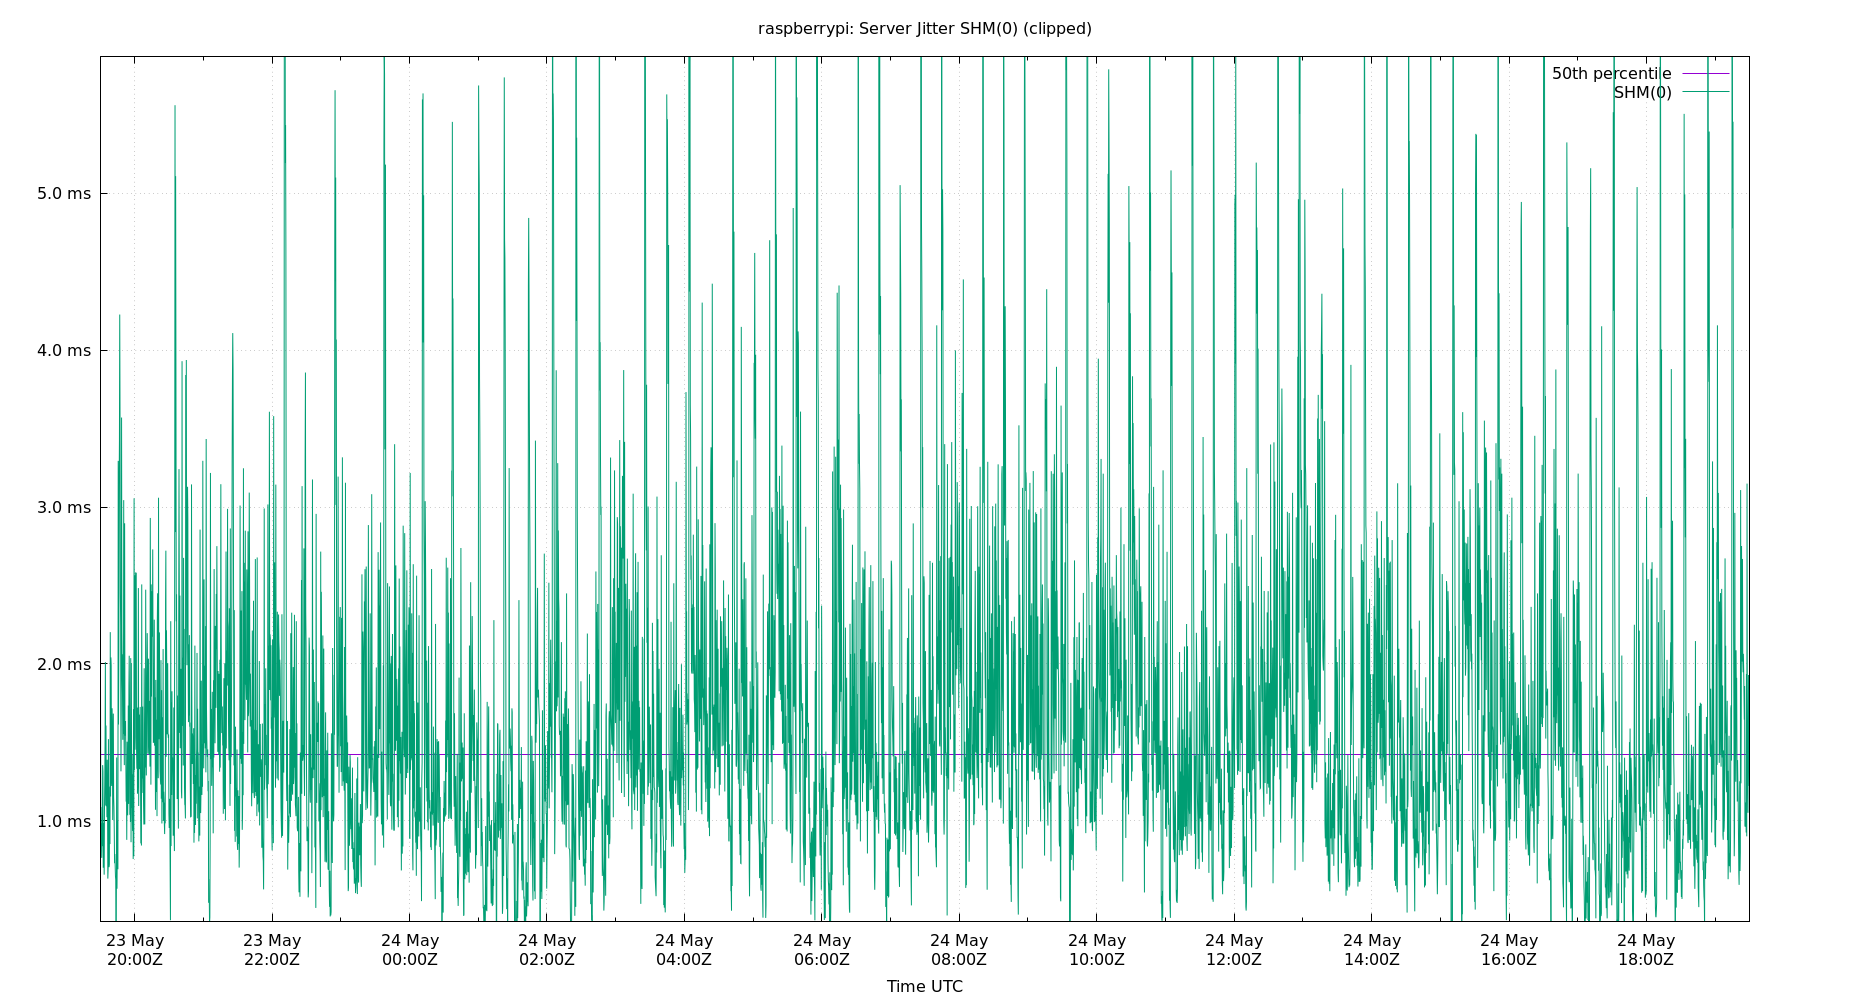 raspberrypi: Server Jitter SHM(0) (clipped)
50th percentile
SHM(0)
5.0 ms
4.0 ms
3.0 ms
2.0 ms
1.0 ms
23 May 23 May 24 May 24 May 24 May 24 May 24 May 24 May 24 May 24 May 24 May 24 May
20:00Z 22:00Z 00:00Z 02:00Z 04:00Z 06:00Z 08:00Z 10:00Z 12:00Z 14:00Z 16:00Z 18:00Z
Time UTC